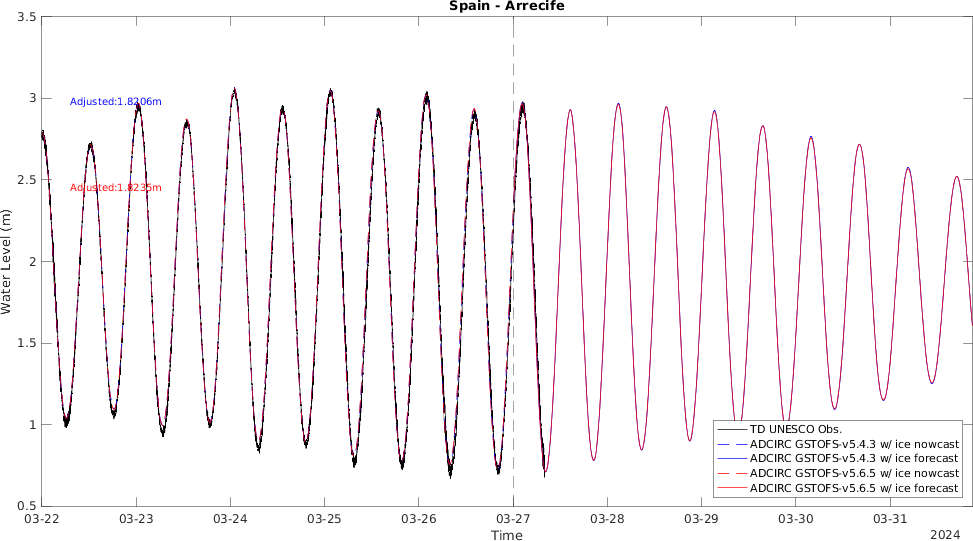 Spain - Arrecife
3.5
3
2.5
2
1.5
1
0.5
Water Level (m)
Adjusted:1.8206m
Adjusted:1.8235m
TD UNESCO Obs.
ADCIRC GSTOFS-v5.4.3 w/ ice nowcast
ADCIRC GSTOFS-v5.4.3 w/ ice forecast
ADCIRC GSTOFS-v5.6.5 w/ ice nowcast
ADCIRC GSTOFS-v5.6.5 w/ ice forecast
03-22 03-23 03-24 03-25 03-26 03-27 03-28 03-29 03-30 03-31
Time
2024